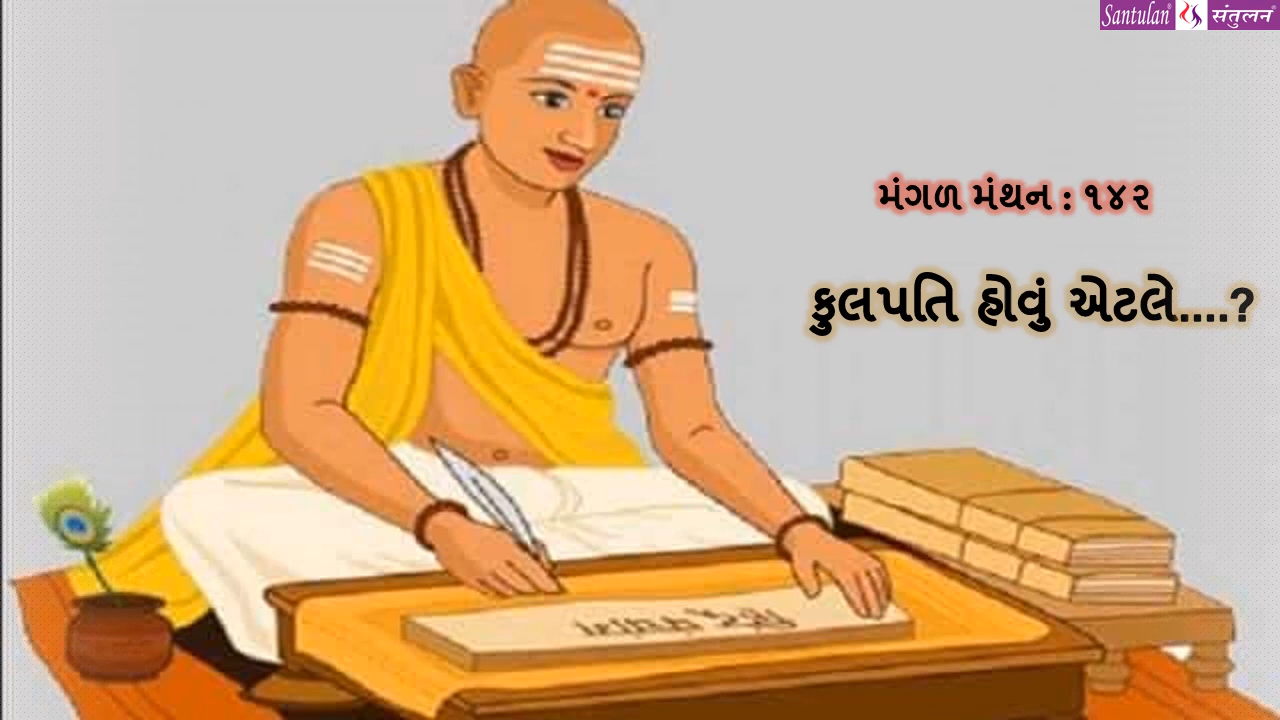 Santulan संतुलन
મંગળ મંથન : ૧૪૨
કુલપતિ હોવું એટલે....?